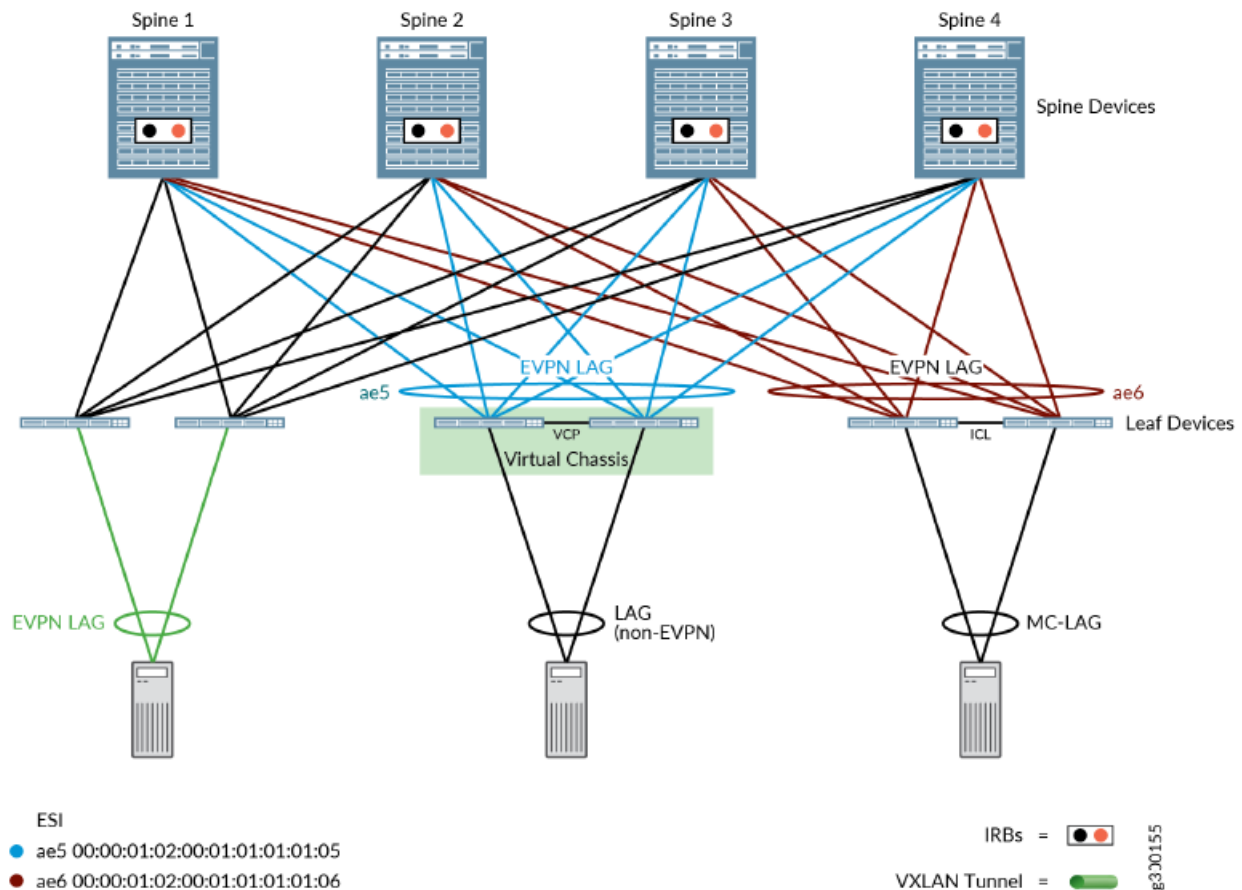 Spine 1
Spine 2
Spine 3
Spine 4
Spine Devices
EVPN LAG
EVPN LAG
ae5
ae6
Leaf Devices
VCP
ICL
Virtual Chassis
EVPN LAG
LAG
(non-EVPN)
MC-LAG
ESI
ae5 00:00:01:02:00:01:01:01:01:05
ae6 00:00:01:02:00:01:01:01:01:06
IRBs =
VXLAN Tunnel =
g300155